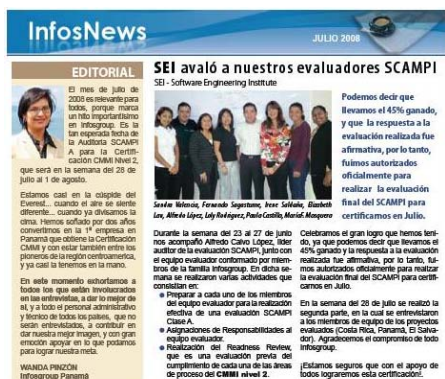 InfosNews
JULIO 2008
EDITORIAL
El mes de julio de
2008 es relevante para
todos, porque marca
un hito importantísimo
en Infosgroup. Es la
tan esperada fecha de
la Auditoria SCAMPI
A para la Certifi-
cación CMMI Nivel 2,
que será en la semana del 28 de
julio al 1 de agosto.
Estamos casi en la cúspide del
Everest... cuando el aire se siente
diferente... cuando ya divisamos la
cima. Hemos soñado por dos años
convertirnos en la 1ª empresa en
Panamá que obtiene la Certificación
CMMI y con estar también entre los
pioneros de la región centroamerica,
y ya casi la tenemos en la mano.
En este momento exhortamos a
todos los que están involucrados
en las entrevistas, a dar lo mejor de
sí, y a todo el personal administrativo
y técnico de todos los países, que no
serán entrevistados, a contribuir en
dar nuestra mejor imagen, y con gran
emoción apoyar en lo que podamos
para lograr nuestra meta.
WANDA PINZÓN
Infosgroup Panamá
SEI avaló a nuestros evaluadores SCAMPI
SEI - Software Engineering Institute
Sandra Valencia, Fernando Sagastume, Irene Saldaña, Elizabeth
Law, Alfredo López, Lily Rodríguez, Paula Castillo, MariaF. Mosquera
Podemos decir que
llevamos el 45% ganado,
y que la respuesta a la
evaluación realizada fue
afirmativa, por lo tanto,
fuimos autorizados
oficialmente para
realizar la evaluación
final del SCAMPI para
certificarnos en Julio.
Durante la semana del 23 al 27 de junio
nos acompaño Alfredo Calvo López, líder
auditor de la evaluación SCAMPI, junto con
el equipo evaluador conformado por miem-
bros de la familia Infosgroup. En dicha se-
mana se realizaron varias actividades que
consistían en:
● Preparar a cada uno de los miembros
del equipo evaluador para la realización
efectiva de una evaluación SCAMPI
Clase A.
● Asignaciones de Responsabilidades al
equipo evaluador.
● Realización del Readness Review,
que es una evaluación previa del
cumplimiento de cada una de las áreas
de proceso del CMMI nivel 2.
Celebramos el gran logro que hemos teni-
do, ya que podemos decir que llevamos el
45% ganado y la respuesta a la evaluación
realizada fue afirmativa, por lo tanto, fui-
mos autorizados oficialmente para realizar
la evaluación final del SCAMPI para certifi-
carnos en Julio.
En la semana del 28 de julio se realizó la
segunda parte, en la cual se entrevistaron
a los miembros de equipo de los proyectos
evaluados (Costa Rica, Panamá, El Salva-
dor). Agradecemos el compromiso de todo
Infosgroup.
¡Estamos seguros que con el apoyo de
todos lograremos esta certificación!.